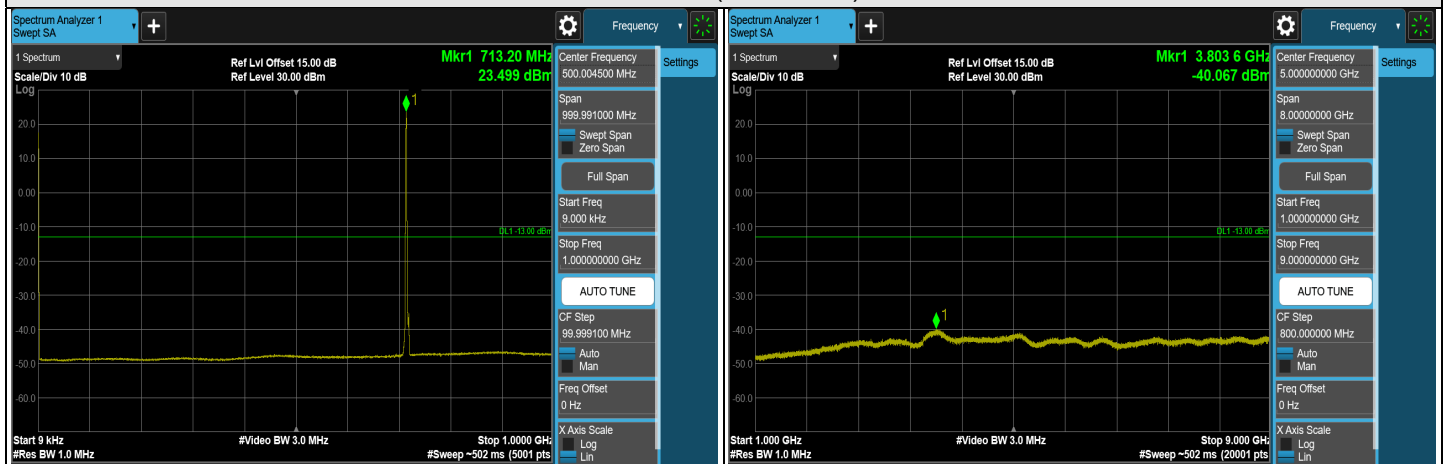 Spectrum Analyzer 1
Swept SA
+
Frequency
1 Spectrum
Scale/Div 10 dB
Log
Ref Lvl Offset 15.00 dB
Ref Level 30.00 dBm
Mkr1 713.20 MHz
23.499 dBm
1
20.0
10.0
0.00
-10.0
-20.0
-30.0
-40.0
-50.0
-60.0
DL1 -13.00 dBm
Start 9 kHz
#Res BW 1.0 MHz
#Video BW 3.0 MHz
Stop 1.0000 GHz
#Sweep ~502 ms (5001 pts)
Settings
Center Frequency
500.004500 MHz
Span
999.991000 MHz
Swept Span
Zero Span
Full Span
Start Freq
9.000 kHz
Stop Freq
1.000000000 GHz
AUTO TUNE
CF Step
99.999100 MHz
Auto
Man
Freq Offset
0 Hz
X Axis Scale
Log
Lin
Spectrum Analyzer 1
Swept SA
+
Frequency
1 Spectrum
Scale/Div 10 dB
Log
Ref Lvl Offset 15.00 dB
Ref Level 30.00 dBm
Mkr1 3.803 6 GHz
-40.067 dBm
1
20.0
10.0
0.00
-10.0
-20.0
-30.0
-40.0
-50.0
-60.0
DL1 -13.00 dBm
Start 1.000 GHz
#Res BW 1.0 MHz
#Video BW 3.0 MHz
Stop 9.000 GHz
#Sweep ~502 ms (20001 pts)
Settings
Center Frequency
5.000000000 GHz
Span
8.00000000 GHz
Swept Span
Zero Span
Full Span
Start Freq
1.000000000 GHz
Stop Freq
9.000000000 GHz
AUTO TUNE
CF Step
800.000000 MHz
Auto
Man
Freq Offset
0 Hz
X Axis Scale
Log
Lin